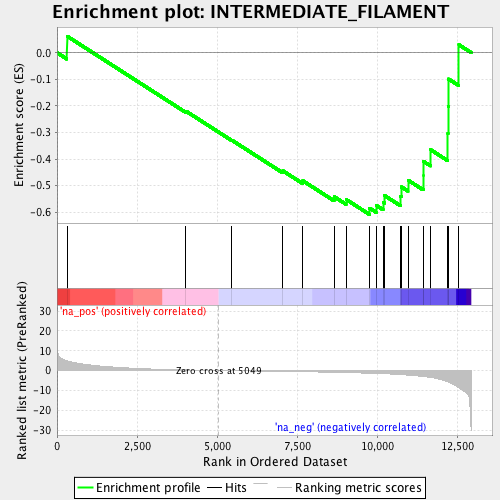 Enrichment plot: INTERMEDIATE_FILAMENT
Enrichment score (ES)
0.0
-0.1
-0.2
-0.3
-0.4
-0.5
-0.6
'na_pos' (positively correlated)
Ranked list metric (PreRanked)
30
20
10
0
-10
-20
-30
Zero cross at 5049
'na_neg' (negatively correlated)
0 2,500 5,000 7,500 10,000 12,500
Rank in Ordered Dataset
Enrichment profile Hits Ranking metric scores